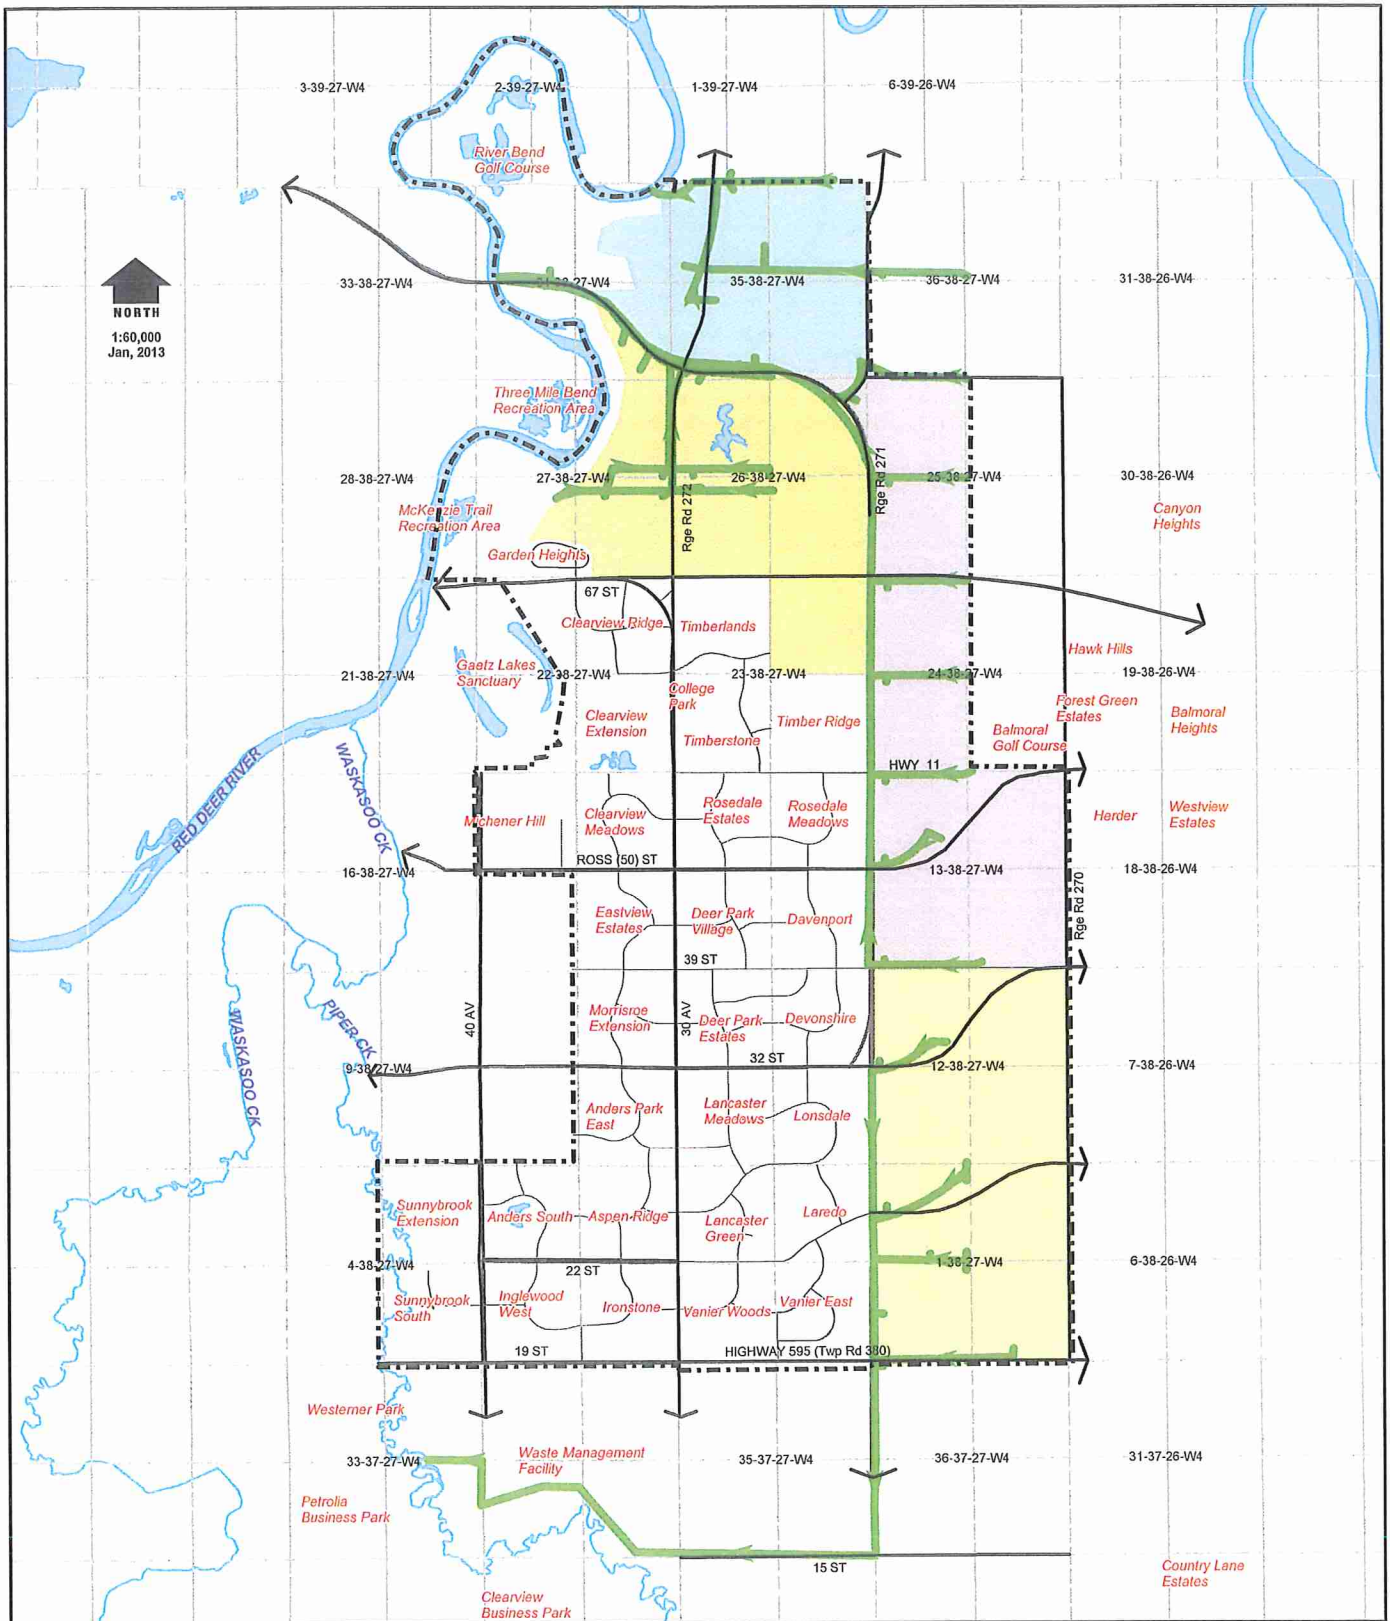 3-39-27-W4
2-39-27-W4
1-39-27-W4
6-39-26-W4
River Bend
Golf Course
33-38-27-W4
35-38-27-W4
36-38-27-W4
31-38-26-W4
NORTH
1:60,000
Jan, 2013
Three Mile Bend
Recreation Area
28-38-27-W4
27-38-27-W4
26-38-27-W4
25-38-27-W4
30-38-26-W4
Rge Rd 271
Rge Rd 272
McKenzie Trail
Recreation Area
Canyon
Heights
Garden Heights
67 ST
Clearview Ridge
Timberlands
Hawk Hills
21-38-27-W4
Gaetz Lakes
Sanctuary
22-38-27-W4
23-38-27-W4
24-38-27-W4
19-38-26-W4
College
Park
Forest Green
Estates
Balmoral
Heights
Clearview
Extension
Timber Ridge
Timberstone
Balmoral
Golf Course
HWY 11
RED DEER RIVER
WASKASOO CK
Michener Hill
Clearview
Meadows
Rosedale
Estates
Rosedale
Meadows
Herder
Westview
Estates
ROSS (50) ST
16-38-27-W4
13-38-27-W4
18-38-26-W4
Rge Rd 270
Eastview
Estates
Deer Park
Village
Davenport
39 ST
WASKASOO CK
PIPER CK
40 AV
30 AV
Morrisroe
Extension
Deer Park
Estates
Devonshire
32 ST
9-38-27-W4
12-38-27-W4
7-38-26-W4
Anders Park
East
Lancaster
Meadows
Lonsdale
Sunnybrook
Extension
Anders South
Aspen Ridge
Lancaster
Green
Laredo
4-38-27-W4
22 ST
1-38-27-W4
6-38-26-W4
Sunnybrook
South
Inglewood
West
Ironstone
Vanier Woods
Vanier East
19 ST
HIGHWAY 595 (Twp Rd 380)
Westerner Park
33-37-27-W4
Waste Management
Facility
35-37-27-W4
36-37-27-W4
31-37-26-W4
Petrolia
Business Park
15 ST
Country Lane
Estates
Clearview
Business Park